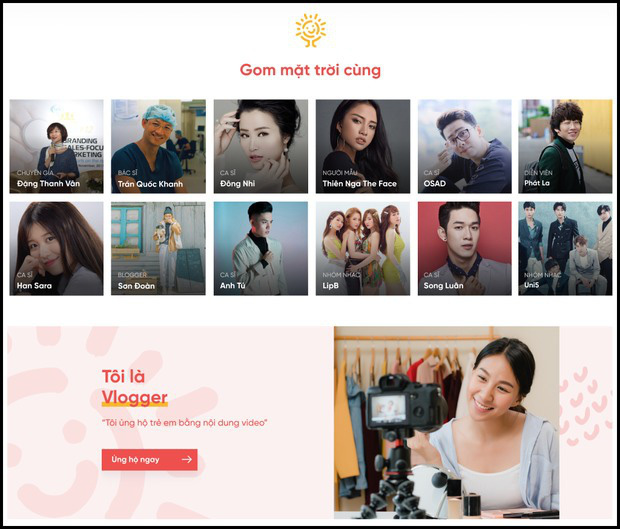 Gom mặt trời cùng
BRANDING
SALES-FOCUS
MARKETING
CHUYÊN GIA
Đặng Thanh Vân
BÁC SĨ
Trần Quốc Khanh
CA SĨ
Đông Nhi
NGƯỜI MẪU
Thiên Nga The Face
CA SĨ
OSAD
DIỄN VIÊN
Phát La
CA SĨ
Han Sara
BLOGGER
Sơn Đoàn
CA SĨ
Anh Tú
NHÓM NHẠC
LipB
CA SĨ
Song Luân
NHÓM NHẠC
Uni5
Tôi là
Vlogger
"Tôi ủng hộ trẻ em bằng nội dung video"
Ủng hộ ngay